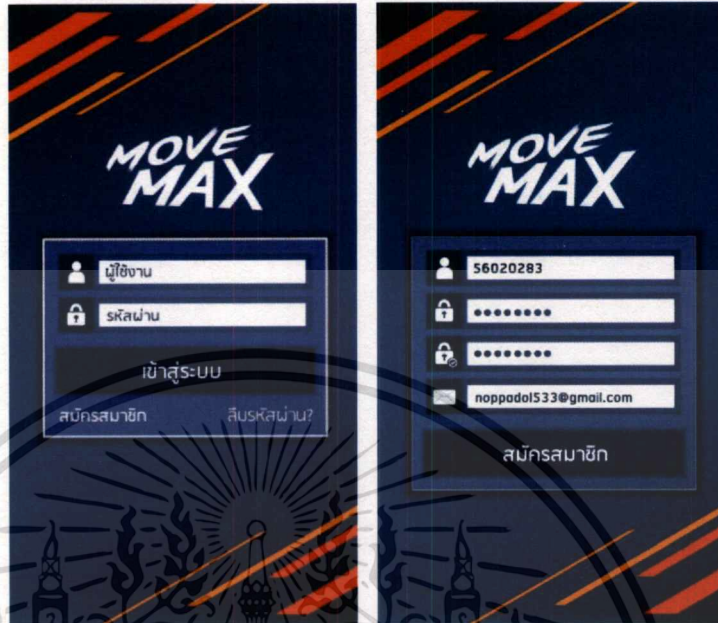 MOVE
MAX
ผู้ใช้งาน
รหัสผ่าน
เข้าสู่ระบบ
สมัครสมาชิก ลืมรหัสผ่าน?
MOVE
MAX
56020283
noppadol533@gmail.com
สมัครสมาชิก